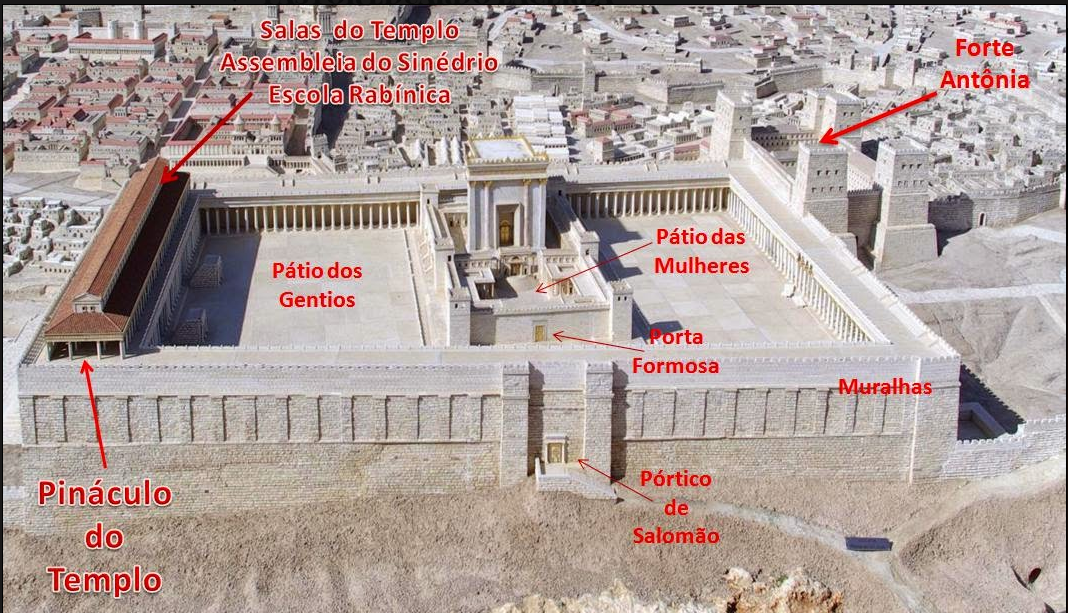 Salas do Templo
Assembleia do Sinédrio
Escola Rabínica
Forte
Antônia
Pátio das
Mulheres
Pátio dos
Gentios
Porta
Formosa
Muralhas
Pórtico
de
Salomão
Pináculo
do
Templo